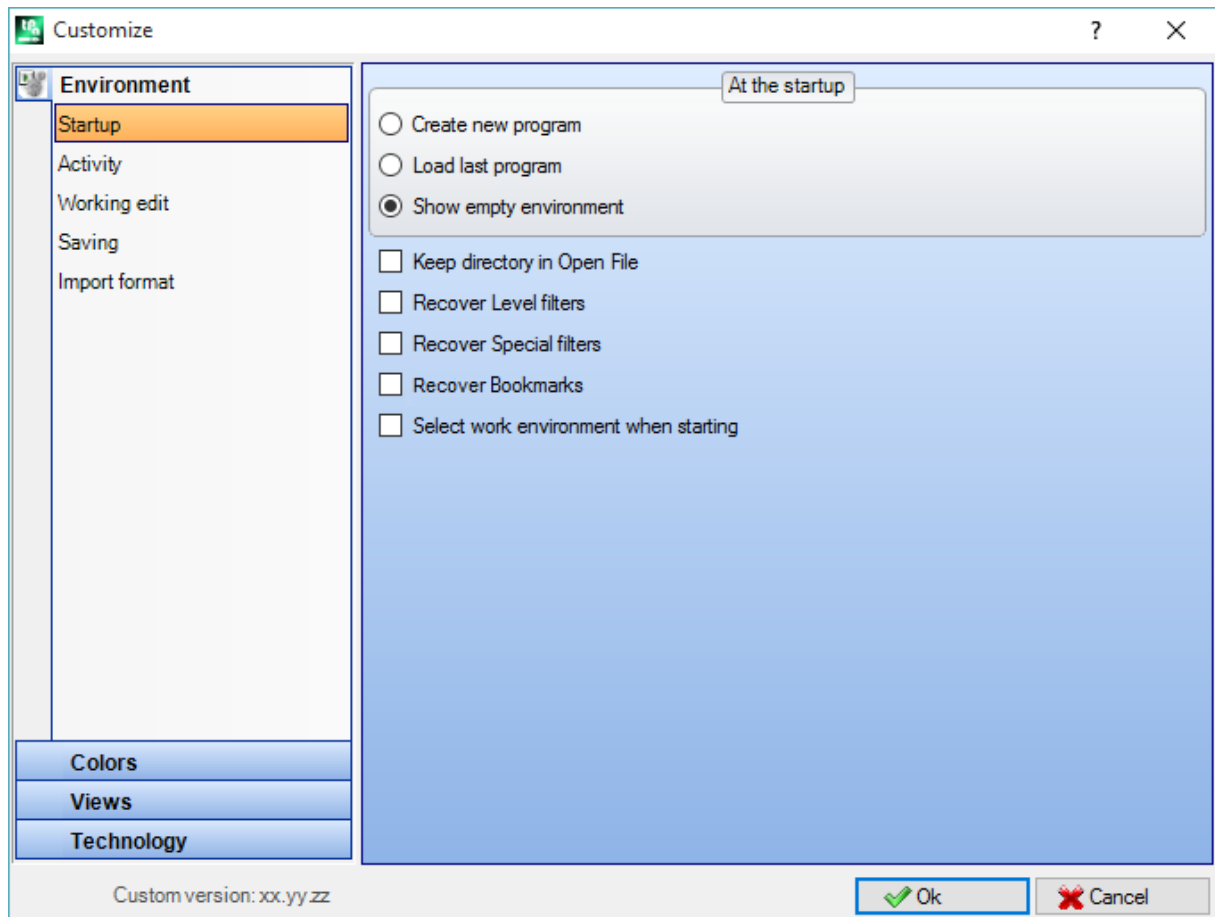 Customize
?
Environment
Startup
Activity
Working edit
Saving
Import format
Colors
Views
Technology
At the startup
Create new program
Load last program
Show empty environment
Keep directory in Open File
Recover Level filters
Recover Special filters
Recover Bookmarks
Select work environment when starting
Custom version: xx.yy.zz
Ok
Cancel